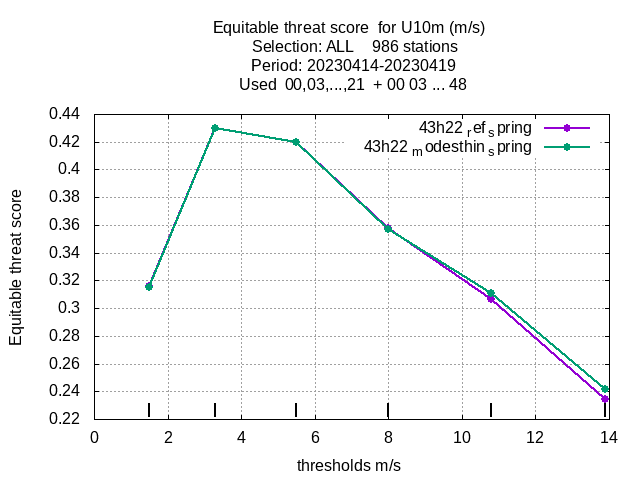 Equitable threat score  for U10m (m/s)
Selection: ALL    986 stations
Period: 20230414-20230419
Used  00,03,...,21  + 00 03 ... 48
43h22 ref spring
43h22 modesthin spring
Equitable threat score
0.44
0.42
0.4
0.38
0.36
0.34
0.32
0.3
0.28
0.26
0.24
0.22
0 2 4 6 8 10 12 14
thresholds m/s